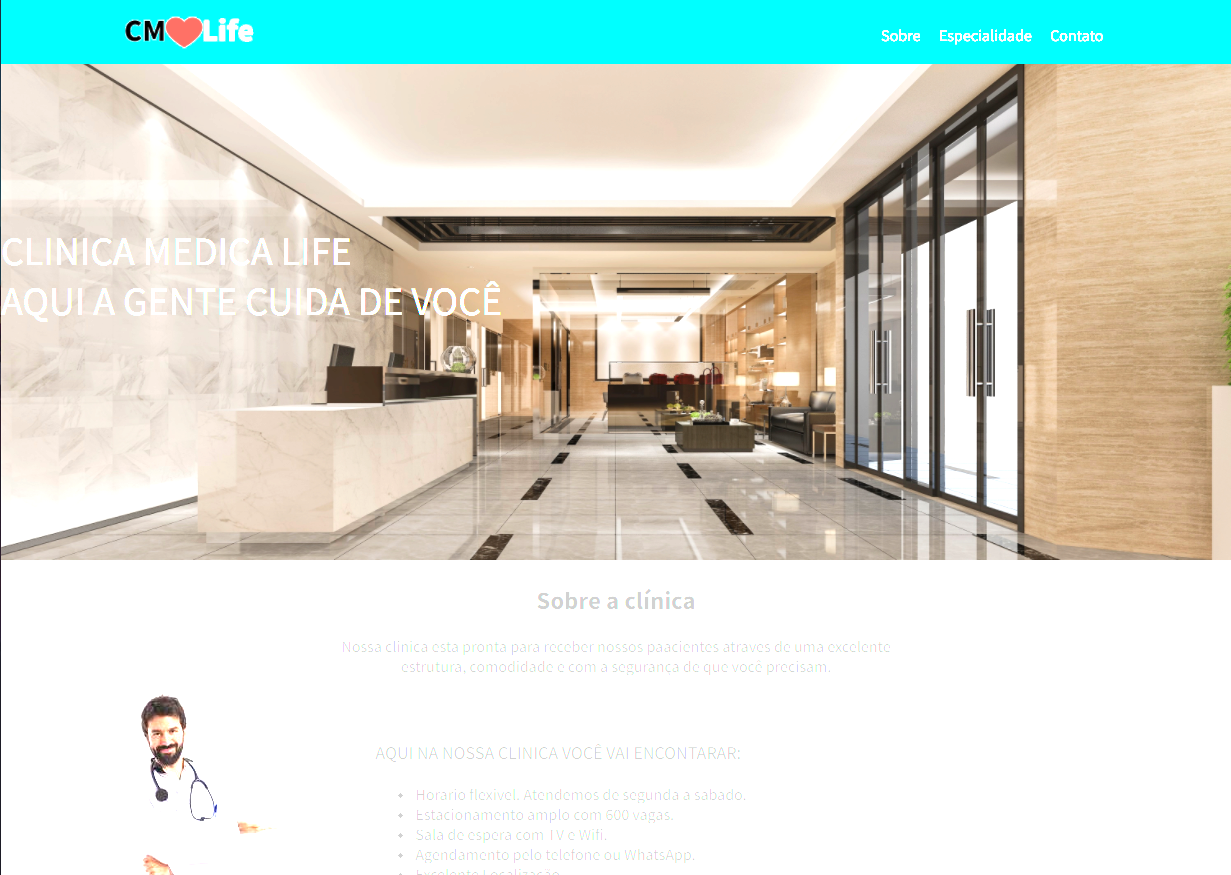 CM Life
Sobre Especialidade Contato
CLINICA MEDICA LIFE
AQUI A GENTE CUIDA DE VOCÊ
Sobre a clínica
Nossa clinica esta pronta para receber nossos paacientes atraves de uma excelente
estrutura, comodidade e com a segurança de que você precisam.
AQUI NA NOSSA CLINICA VOCÊ VAI ENCONTARAR:
Horario flexivel. Atendemos de segunda a sabado.
Estacionamento amplo com 600 vagas.
Sala de espera com TV e Wifi.
Agendamento pelo telefone ou WhatsApp.
Excelente Localização